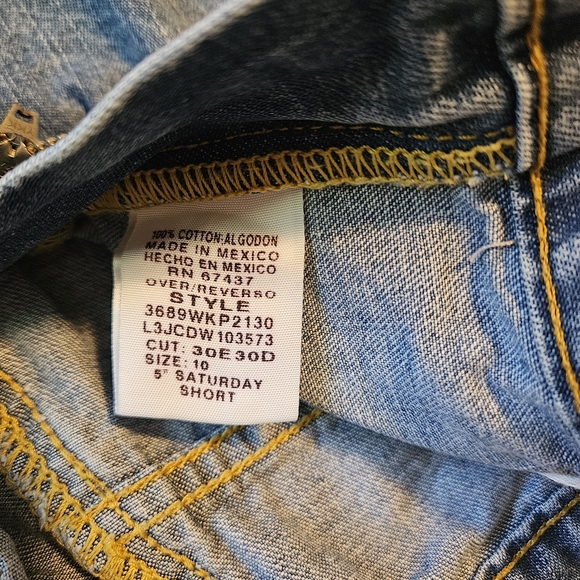 100% COTTON:ALGODON
MADE IN MEXICO
HECHO EN MEXICO
RN 67437
OVER/REVERSO
STYLE
3689WKP2130
L3JCDW103573
CUT: 30E30D
SIZE: 10
5" SATURDAY
SHORT